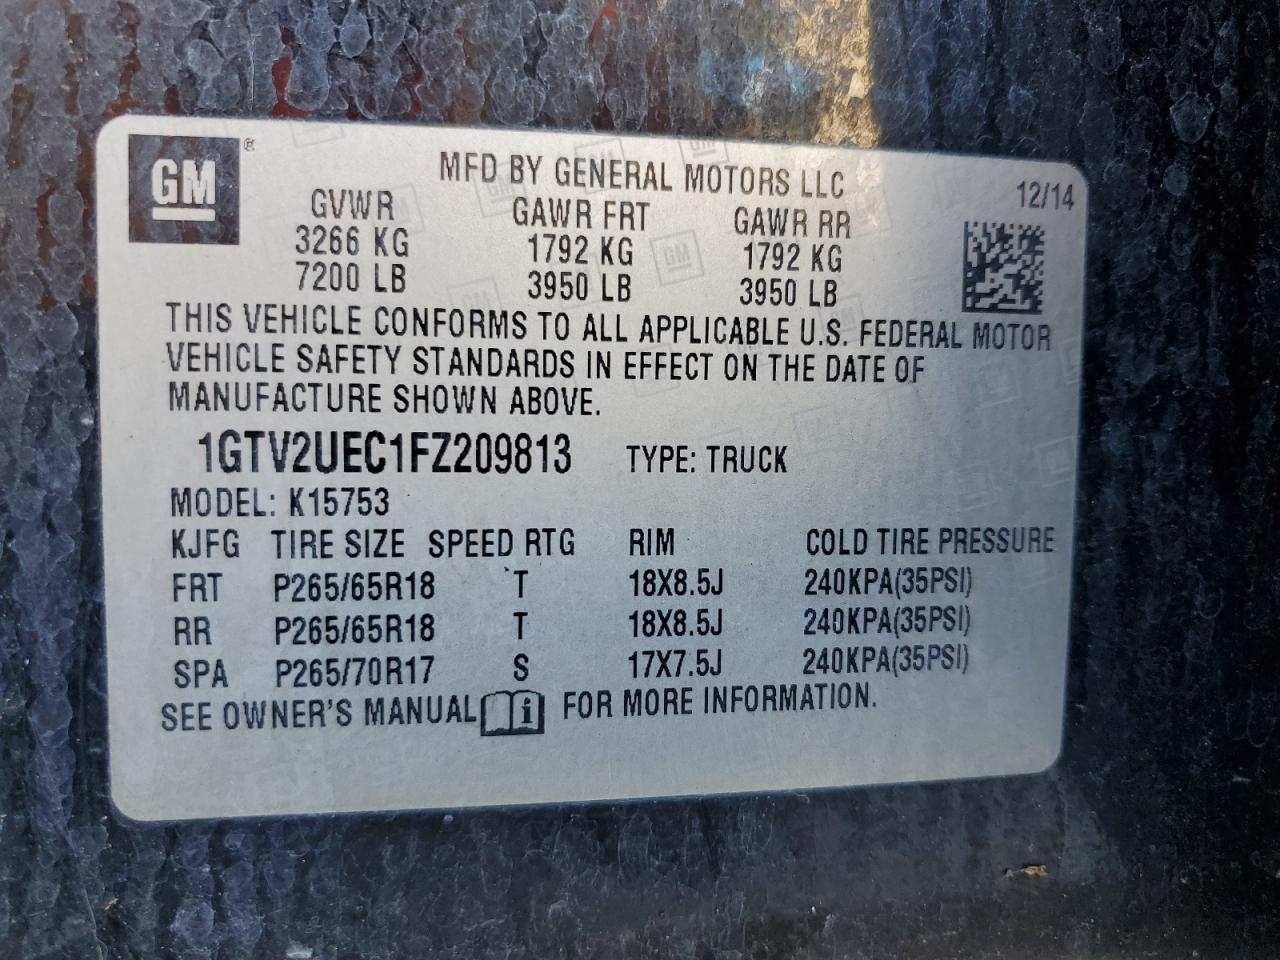 GM ®
MFD BY GENERAL MOTORS LLC
12/14
GVWR GAWR FRT GAWR RR
3266 KG 1792 KG 1792 KG
7200 LB 3950 LB 3950 LB
THIS VEHICLE CONFORMS TO ALL APPLICABLE U.S. FEDERAL MOTOR
VEHICLE SAFETY STANDARDS IN EFFECT ON THE DATE OF
MANUFACTURE SHOWN ABOVE.
1GTV2UEC1FZ209813 TYPE: TRUCK
MODEL: K15753
KJFG TIRE SIZE SPEED RTG RIM COLD TIRE PRESSURE
FRT P265/65R18 T 18X8.5J 240KPA(35PSI)
RR P265/65R18 T 18X8.5J 240KPA(35PSI)
SPA P265/70R17 S 17X7.5J 240KPA(35PSI)
SEE OWNER'S MANUAL i FOR MORE INFORMATION.